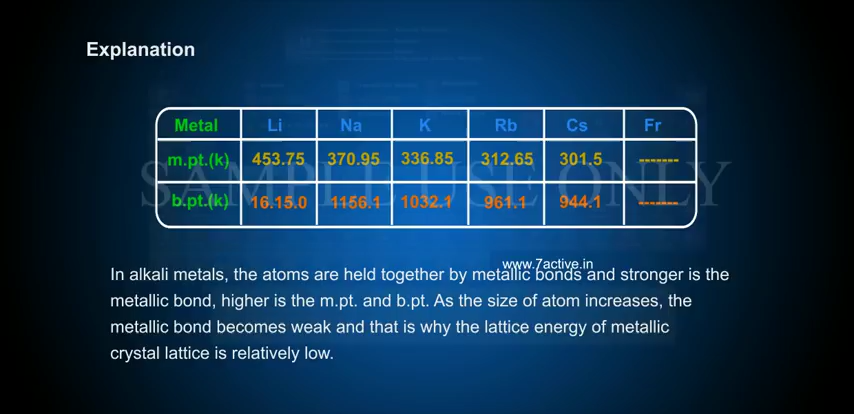 Explanation
Metal Li Na K Rb Cs Fr
m.pt.(k) 453.75 370.95 336.85 312.65 301.5 -------
SAMPLE USE ONLY
b.pt.(k) 16.15.0 1156.1 1032.1 961.1 944.1 -------
www.7active.in
In alkali metals, the atoms are held together by metallic bonds and stronger is the
metallic bond, higher is the m.pt. and b.pt. As the size of atom increases, the
metallic bond becomes weak and that is why the lattice energy of metallic
crystal lattice is relatively low.